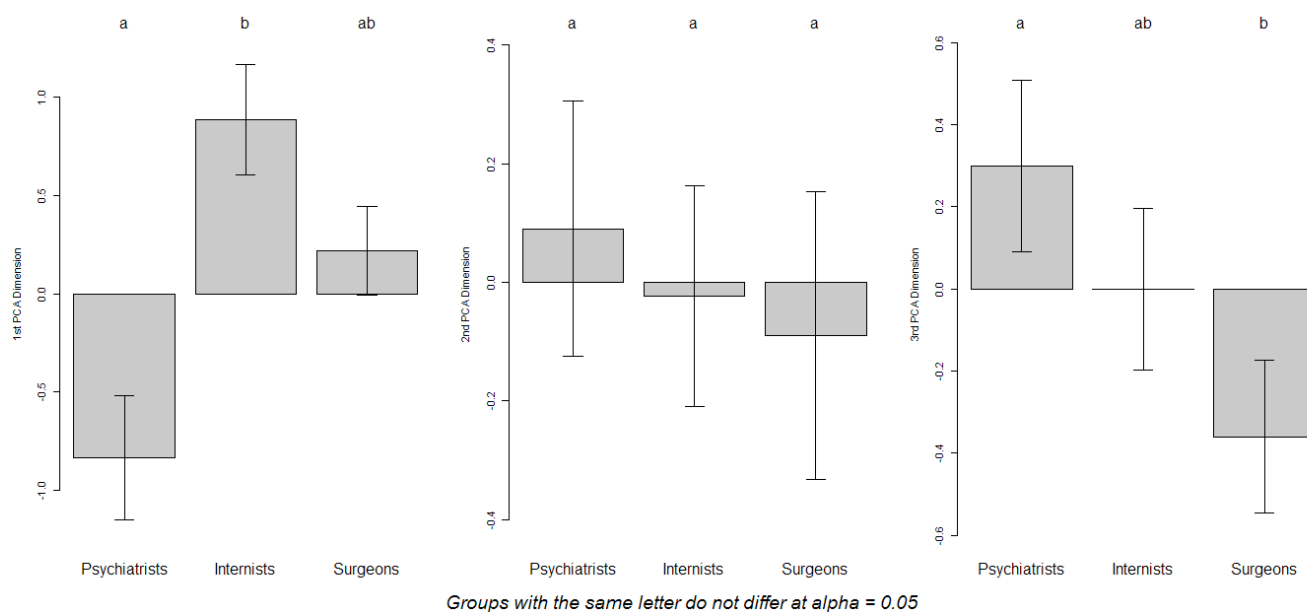 a b ab
1st PCA Dimension
1.0
0.5
0.0
-0.5
-1.0
Psychiatrists Internists Surgeons
a a a
2nd PCA Dimension
0.4
0.2
0.0
-0.2
-0.4
Psychiatrists Internists Surgeons
a ab b
3rd PCA Dimension
0.6
0.4
0.2
0.0
-0.2
-0.4
-0.6
Psychiatrists Internists Surgeons
Groups with the same letter do not differ at alpha = 0.05